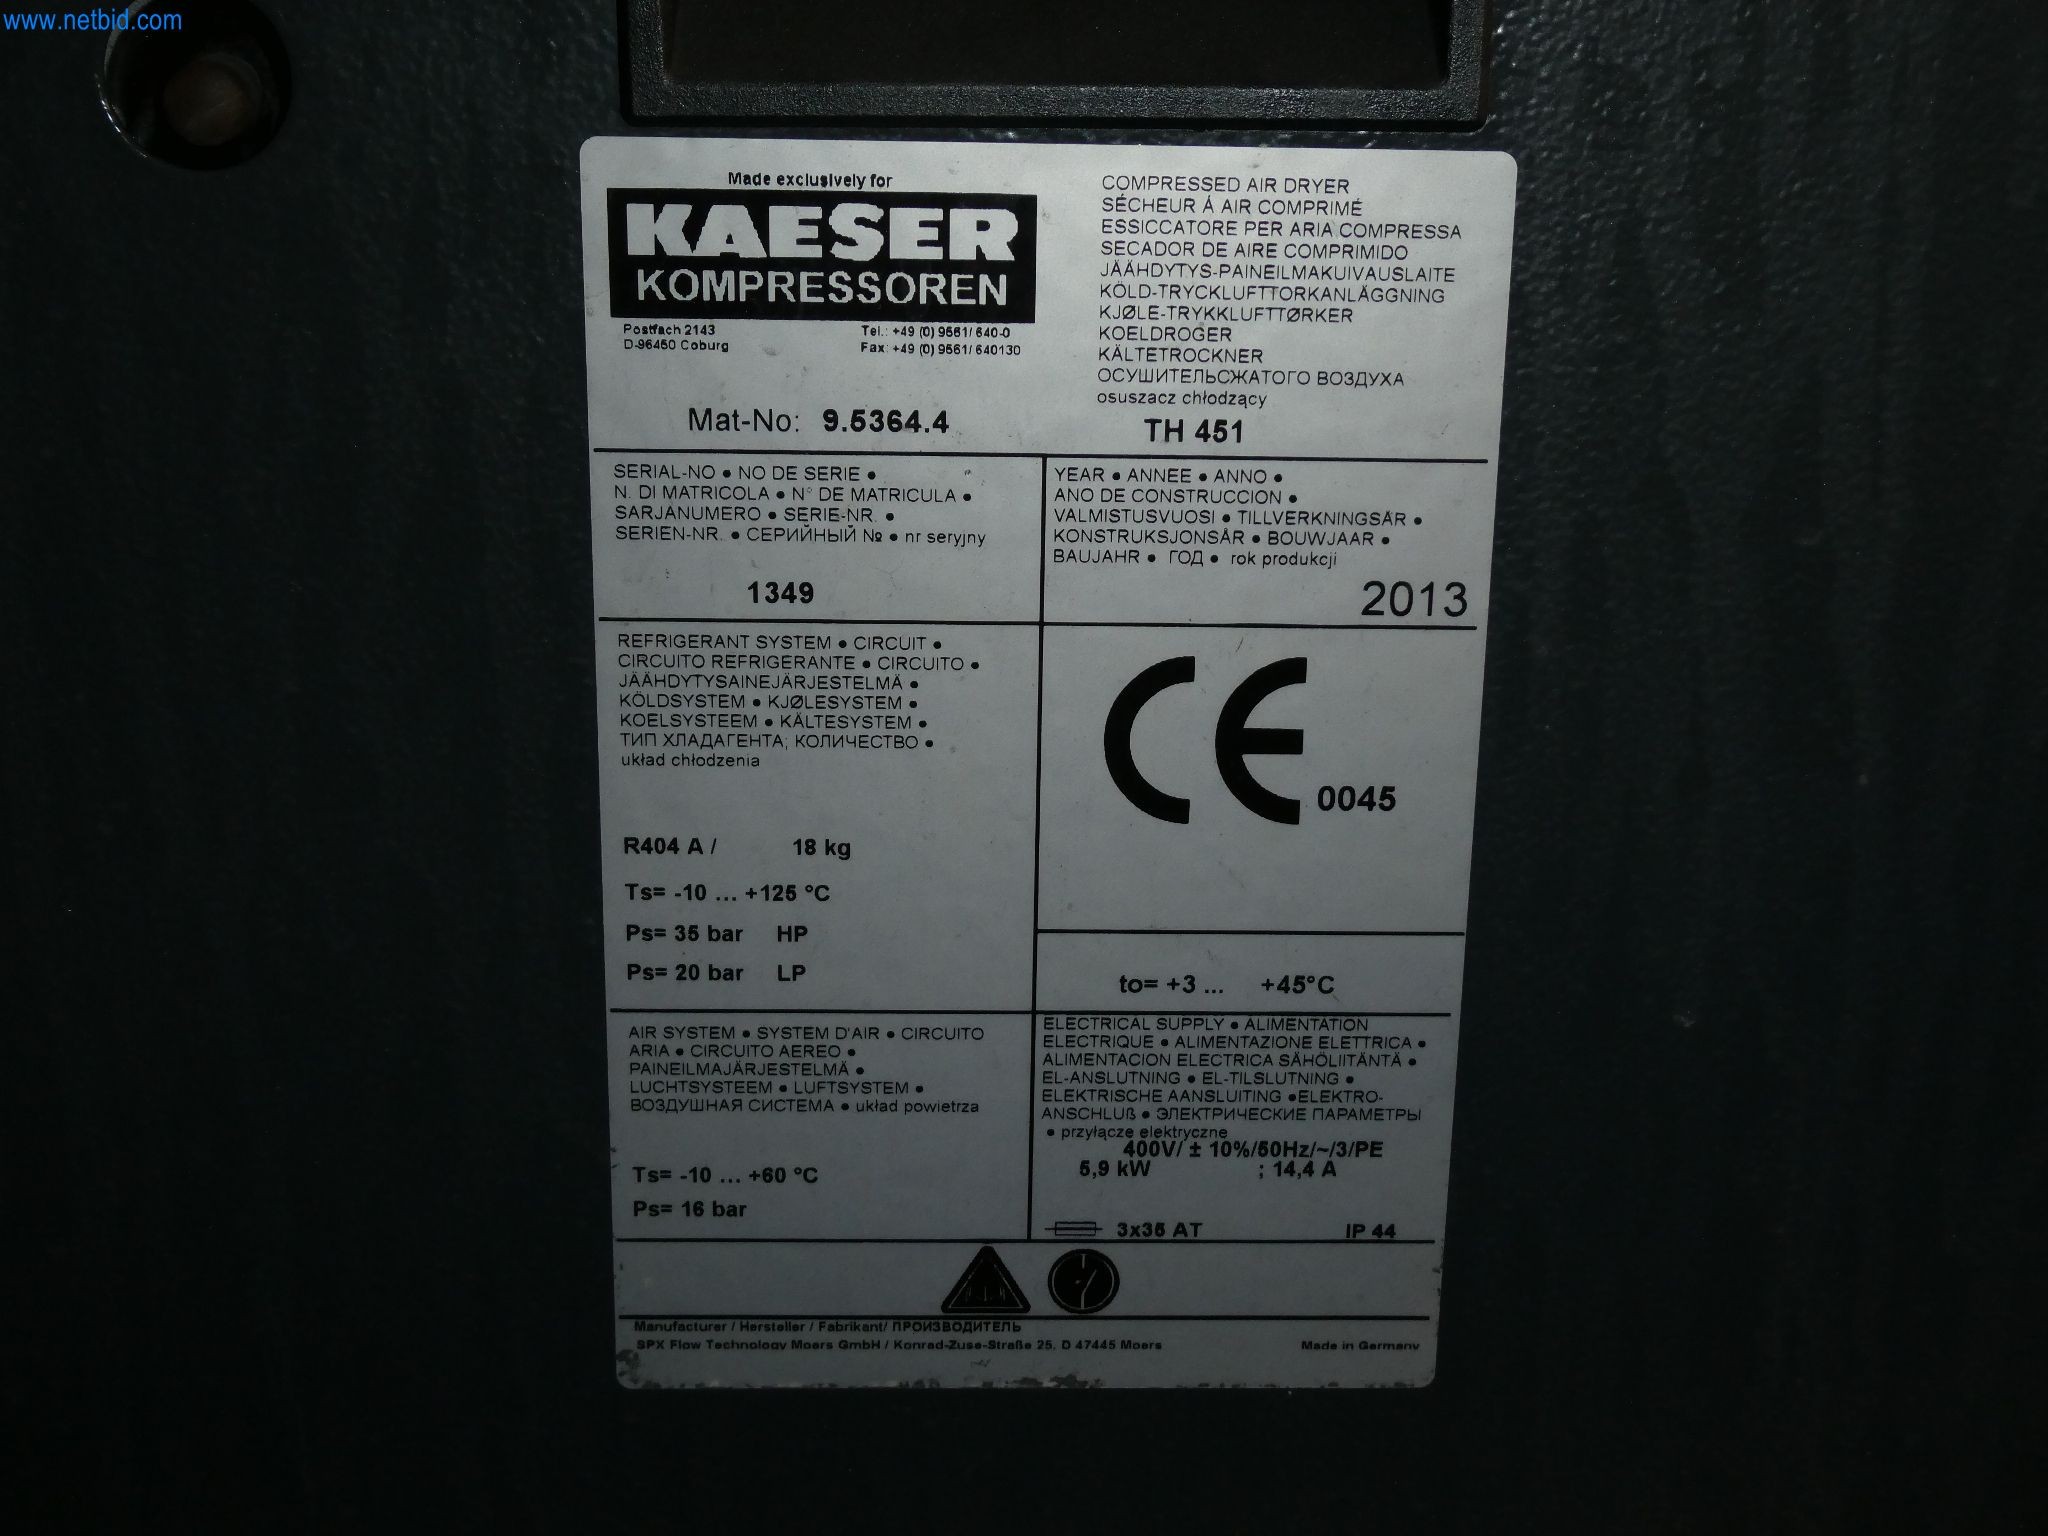 www.netbid.com
Made exclusively for
KAESER
KOMPRESSOREN
Postfach 2143
D-96450 Coburg
Tel.: +49 (0) 9561/ 640-0
Fax: +49 (0) 9561/ 640130
COMPRESSED AIR DRYER
SÉCHEUR Á AIR COMPRIMÉ
ESSICCATORE PER ARIA COMPRESSA
SECADOR DE AIRE COMPRIMIDO
JÄÄHDYTYS-PAINEILMAKUIVAUSLAITE
KÖLD-TRYCKLUFTTORKANLÄGGNING
KJØLE-TRYKKLUFTTØRKER
KOELDROGER
KÄLTETROCKNER
ОСУШИТЕЛЬСЖАТОГО ВОЗДУХА
osuszacz chłodzący
Mat-No: 9.5364.4
TH 451
SERIAL-NO • NO DE SERIE •
N. DI MATRICOLA • N° DE MATRICULA •
SARJANUMERO • SERIE-NR. •
SERIEN-NR. • СЕРИЙНЫЙ № • nr seryjny
1349
YEAR • ANNEE • ANNO •
ANO DE CONSTRUCCION •
VALMISTUSVUOSI • TILLVERKNINGSÅR •
KONSTRUKSJONSÅR • BOUWJAAR •
BAUJAHR • ГОД • rok produkcji
2013
REFRIGERANT SYSTEM • CIRCUIT •
CIRCUITO REFRIGERANTE • CIRCUITO •
JÄÄHDYTYSAINEJÄRJESTELMÄ •
KÖLDSYSTEM • KJØLESYSTEM •
KOELSYSTEEM • KÄLTESYSTEM •
ТИП ХЛАДАГЕНТА; КОЛИЧЕСТВО •
układ chłodzenia
R404 A / 18 kg
Ts= -10 ... +125 °C
Ps= 35 bar HP
Ps= 20 bar LP
CE 0045
to= +3 ... +45°C
AIR SYSTEM • SYSTEM D'AIR • CIRCUITO
ARIA • CIRCUITO AEREO •
PAINEILMAJÄRJESTELMÄ •
LUCHTSYSTEEM • LUFTSYSTEM •
ВОЗДУШНАЯ СИСТЕМА • układ powietrza
Ts= -10 ... +60 °C
Ps= 16 bar
ELECTRICAL SUPPLY • ALIMENTATION
ELECTRIQUE • ALIMENTAZIONE ELETTRICA •
ALIMENTACION ELECTRICA SÄHÖLIITÄNTÄ •
EL-ANSLUTNING • EL-TILSLUTNING •
ELEKTRISCHE AANSLUITING •ELEKTRO-
ANSCHLUß • ЭЛЕКТРИЧЕСКИЕ ПАРАМЕТРЫ
• przyłącze elektryczne
400V/ ± 10%/50Hz/~/3/PE
5,9 kW ; 14,4 A
3x35 AT IP 44
Manufacturer / Hersteller / Fabrikant/ ПРОИЗВОДИТЕЛЬ
SPX Flow Technology Moers GmbH / Konrad-Zuse-Straße 25, D 47445 Moers
Made in Germany